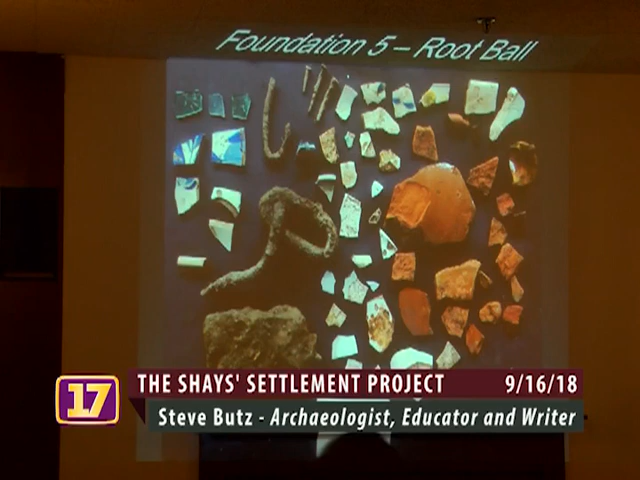 Foundation 5 – Root Ball
THE SHAYS' SETTLEMENT PROJECT 9/16/18
17
Steve Butz - Archaeologist, Educator and Writer